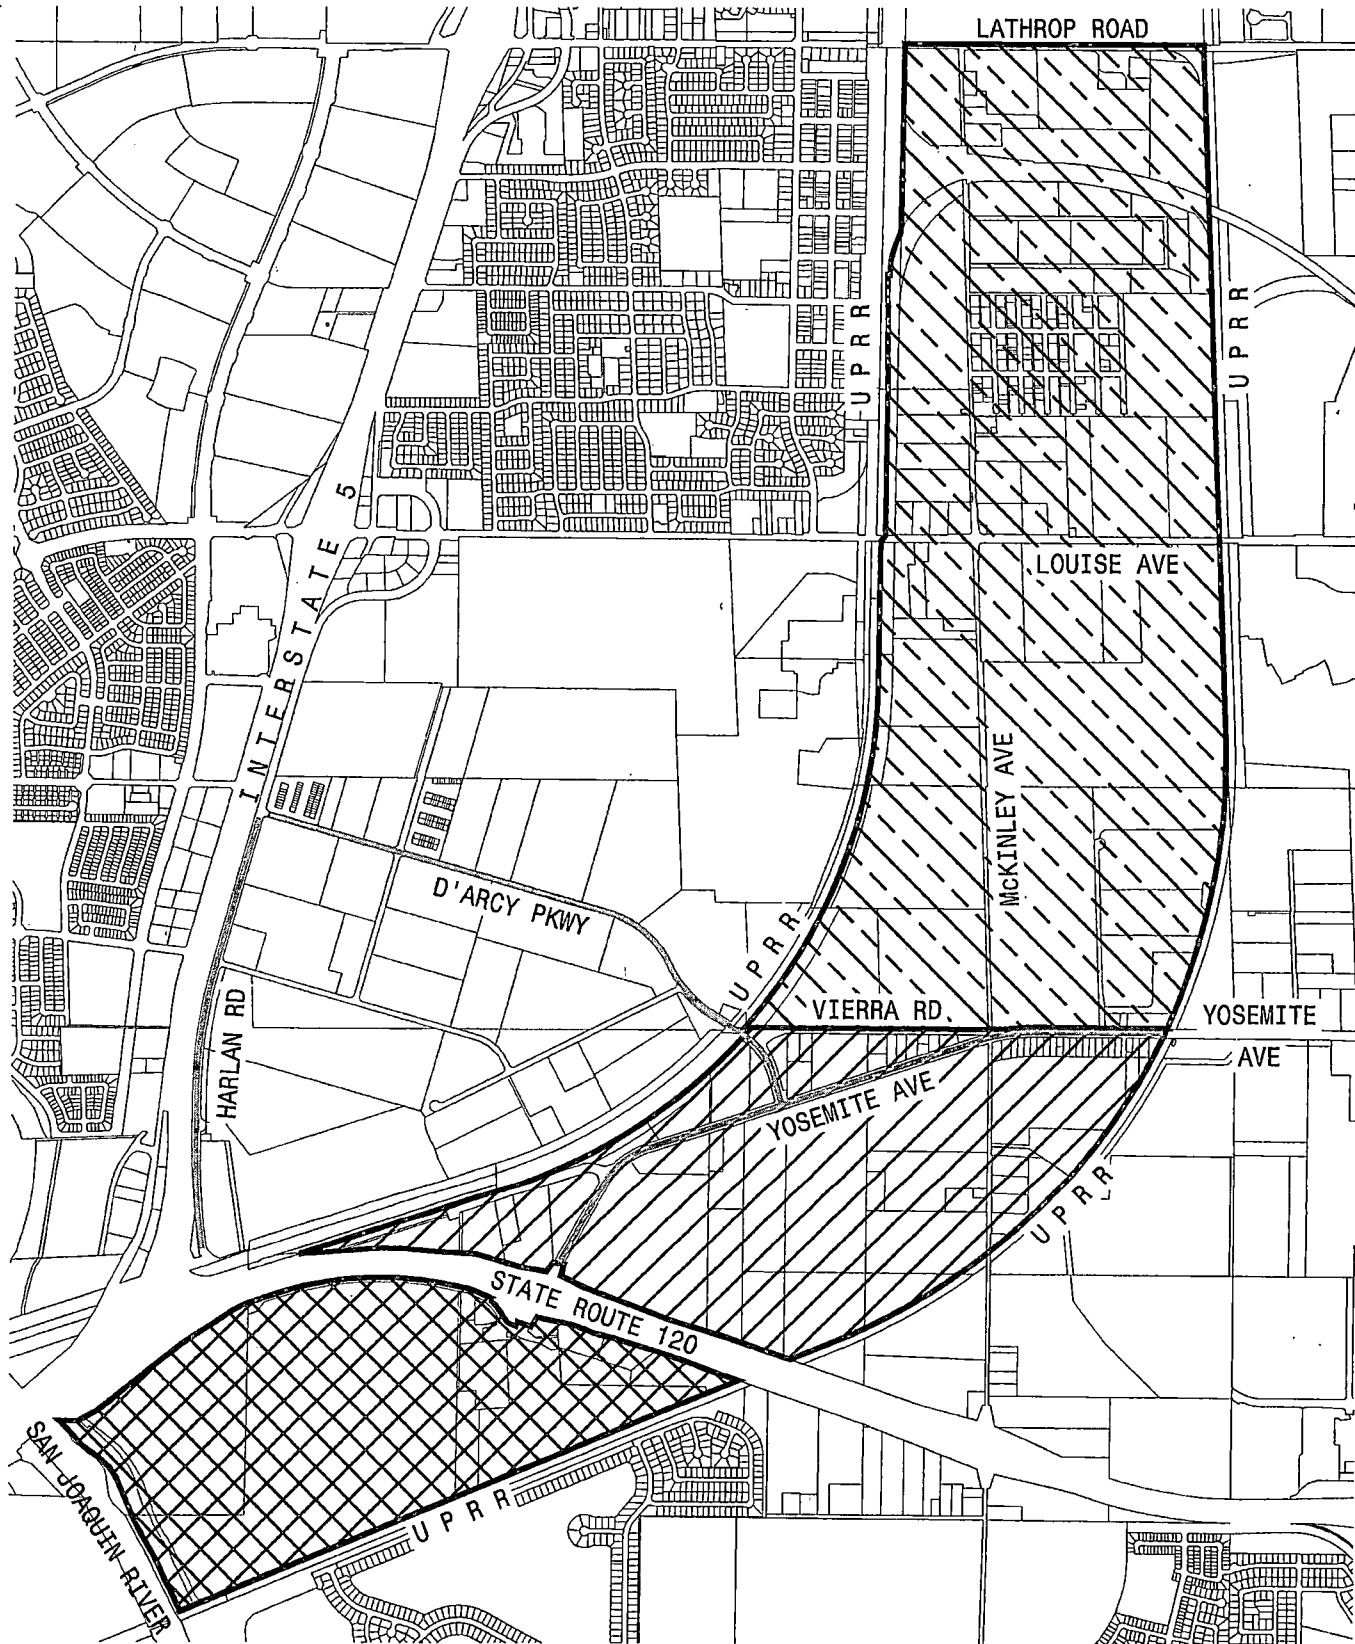 LATHROP ROAD
UPRR
UPRR
INTERSTATE 5
LOUISE AVE
MCKINLEY AVE
D'ARCY PKWY
UPRR
VIERRA RD.
YOSEMITE
AVE
HARLAN RD
YOSEMITE AVE
UPRR
STATE ROUTE 120
SAN JOAQUIN RIVER
UPRR